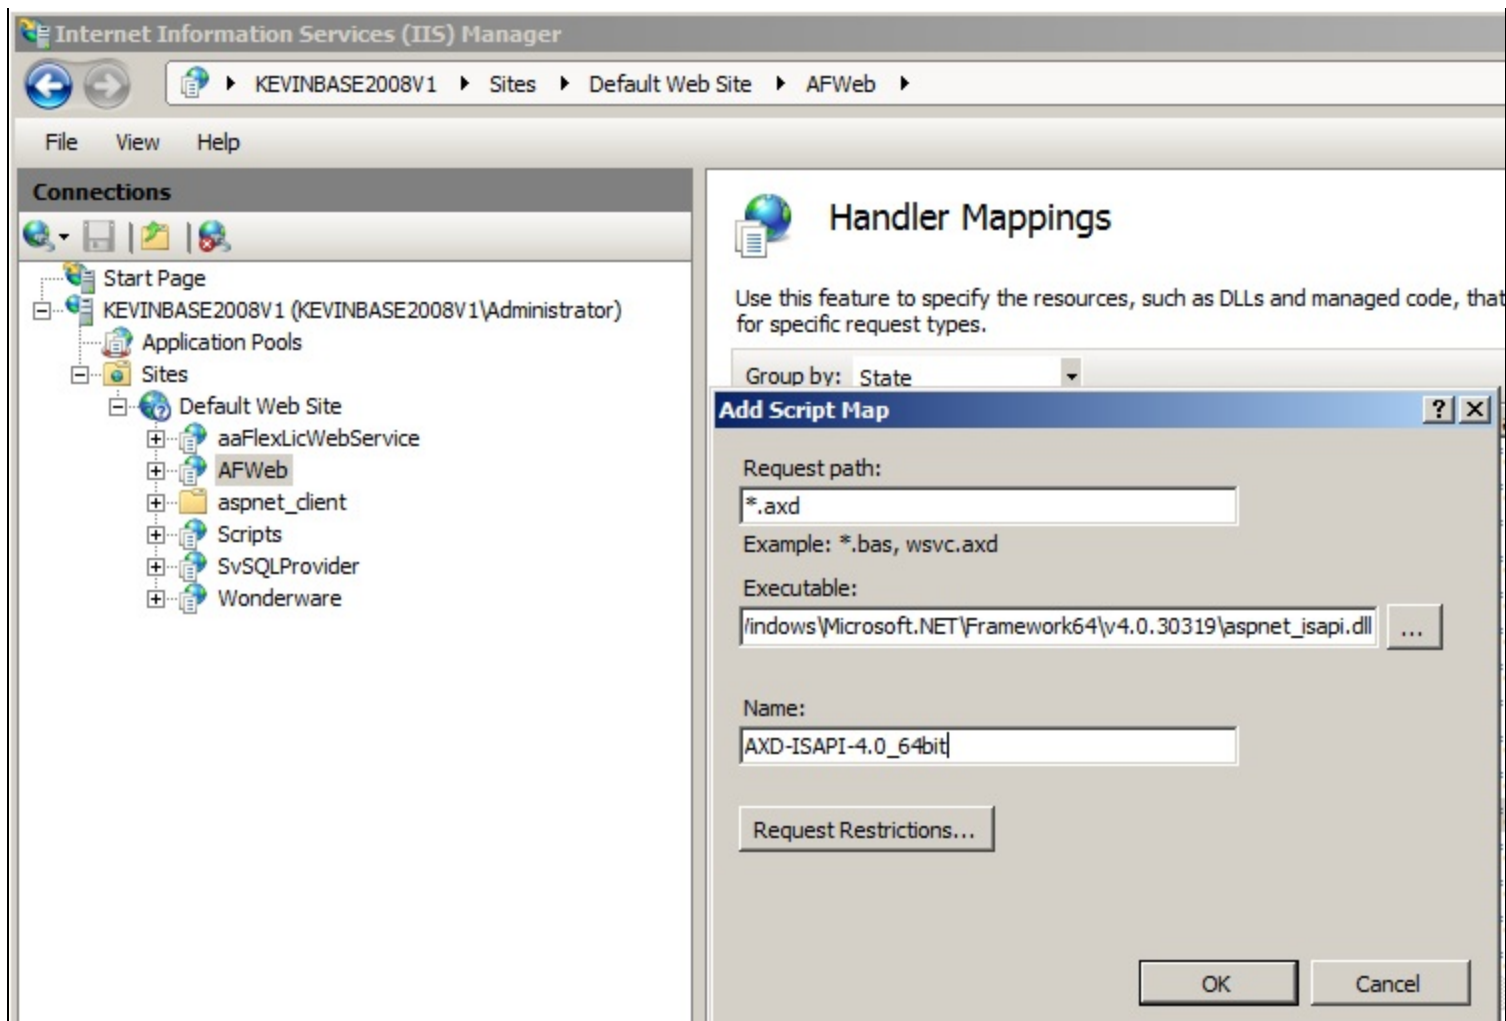 Internet Information Services (IIS) Manager
KEVINBASE2008V1 Sites Default Web Site AFWeb
File View Help
Connections
Start Page
KEVINBASE2008V1 (KEVINBASE2008V1\Administrator)
Application Pools
Sites
Default Web Site
aaFlexLicWebService
AFWeb
aspnet_client
Scripts
SvSQLProvider
Wonderware
Handler Mappings
Use this feature to specify the resources, such as DLLs and managed code, that
for specific request types.
Group by: State
Add Script Map
Request path:
*.axd
Example: *.bas, wsvc.axd
Executable:
indows\Microsoft.NET\Framework64\v4.0.30319\aspnet_isapi.dll ...
Name:
AXD-ISAPI-4.0_64bit
Request Restrictions...
OK Cancel